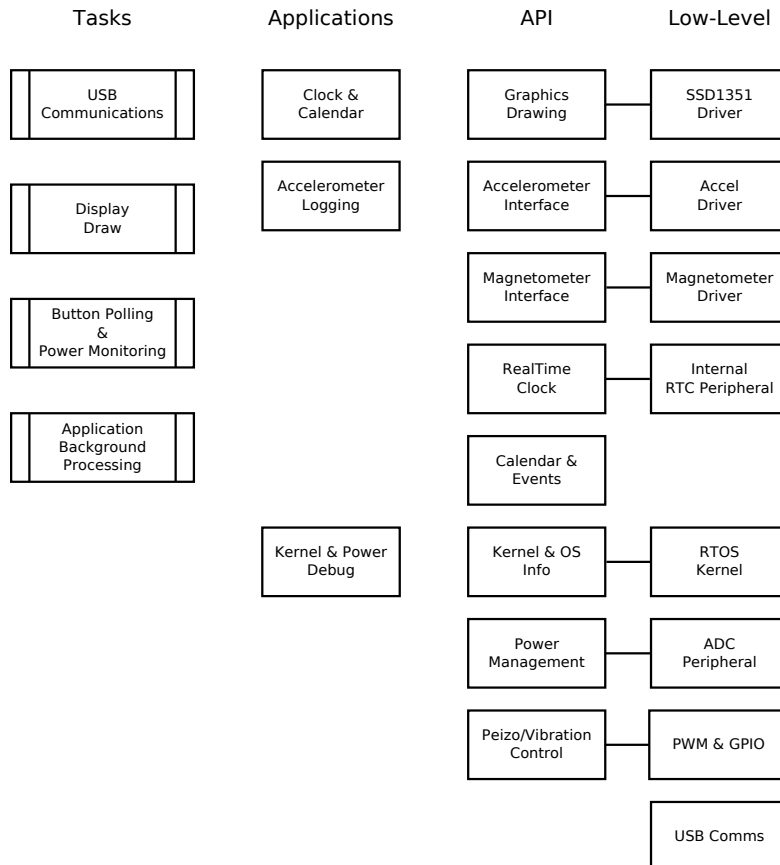 Tasks
Applications
API
Low-Level
USB
Communications
Clock &
Calendar
Graphics
Drawing
SSD1351
Driver
Accelerometer
Logging
Accelerometer
Interface
Accel
Driver
Display
Draw
Magnetometer
Interface
Magnetometer
Driver
Button Polling
&
Power Monitoring
RealTime
Clock
Internal
RTC Peripheral
Application
Background
Processing
Calendar &
Events
Kernel & Power
Debug
Kernel & OS
Info
RTOS
Kernel
Power
Management
ADC
Peripheral
Peizo/Vibration
Control
PWM & GPIO
USB Comms